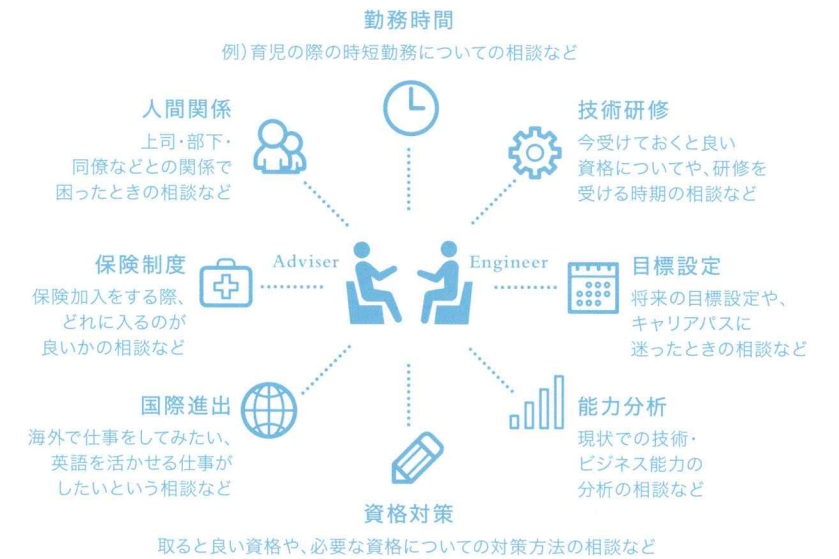 勤務時間
例)育児の際の時短勤務についての相談など
人間関係
上司・部下・
同僚などとの関係で
困ったときの相談など
技術研修
今受けておくと良い
資格についてや、研修を
受ける時期の相談など
保険制度
保険加入をする際、
どれに入るのが
良いかの相談など
Adviser
Engineer
目標設定
将来の目標設定や、
キャリアパスに
迷ったときの相談など
国際進出
海外で仕事をしてみたい、
英語を活かせる仕事が
したいという相談など
能力分析
現状での技術・
ビジネス能力の
分析の相談など
資格対策
取ると良い資格や、必要な資格についての対策方法の相談など